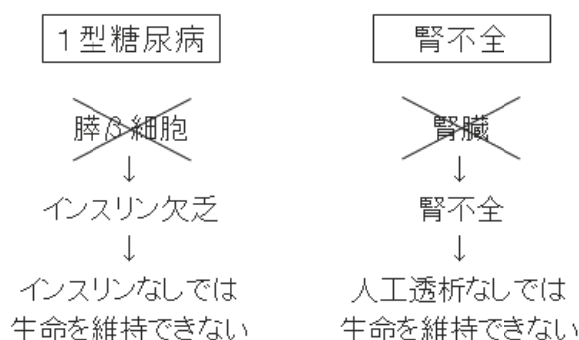 1型糖尿病
膵β細胞
↓
インスリン欠乏
↓
インスリンなしでは
生命を維持できない
腎不全
腎臓
↓
腎不全
↓
人工透析なしでは
生命を維持できない